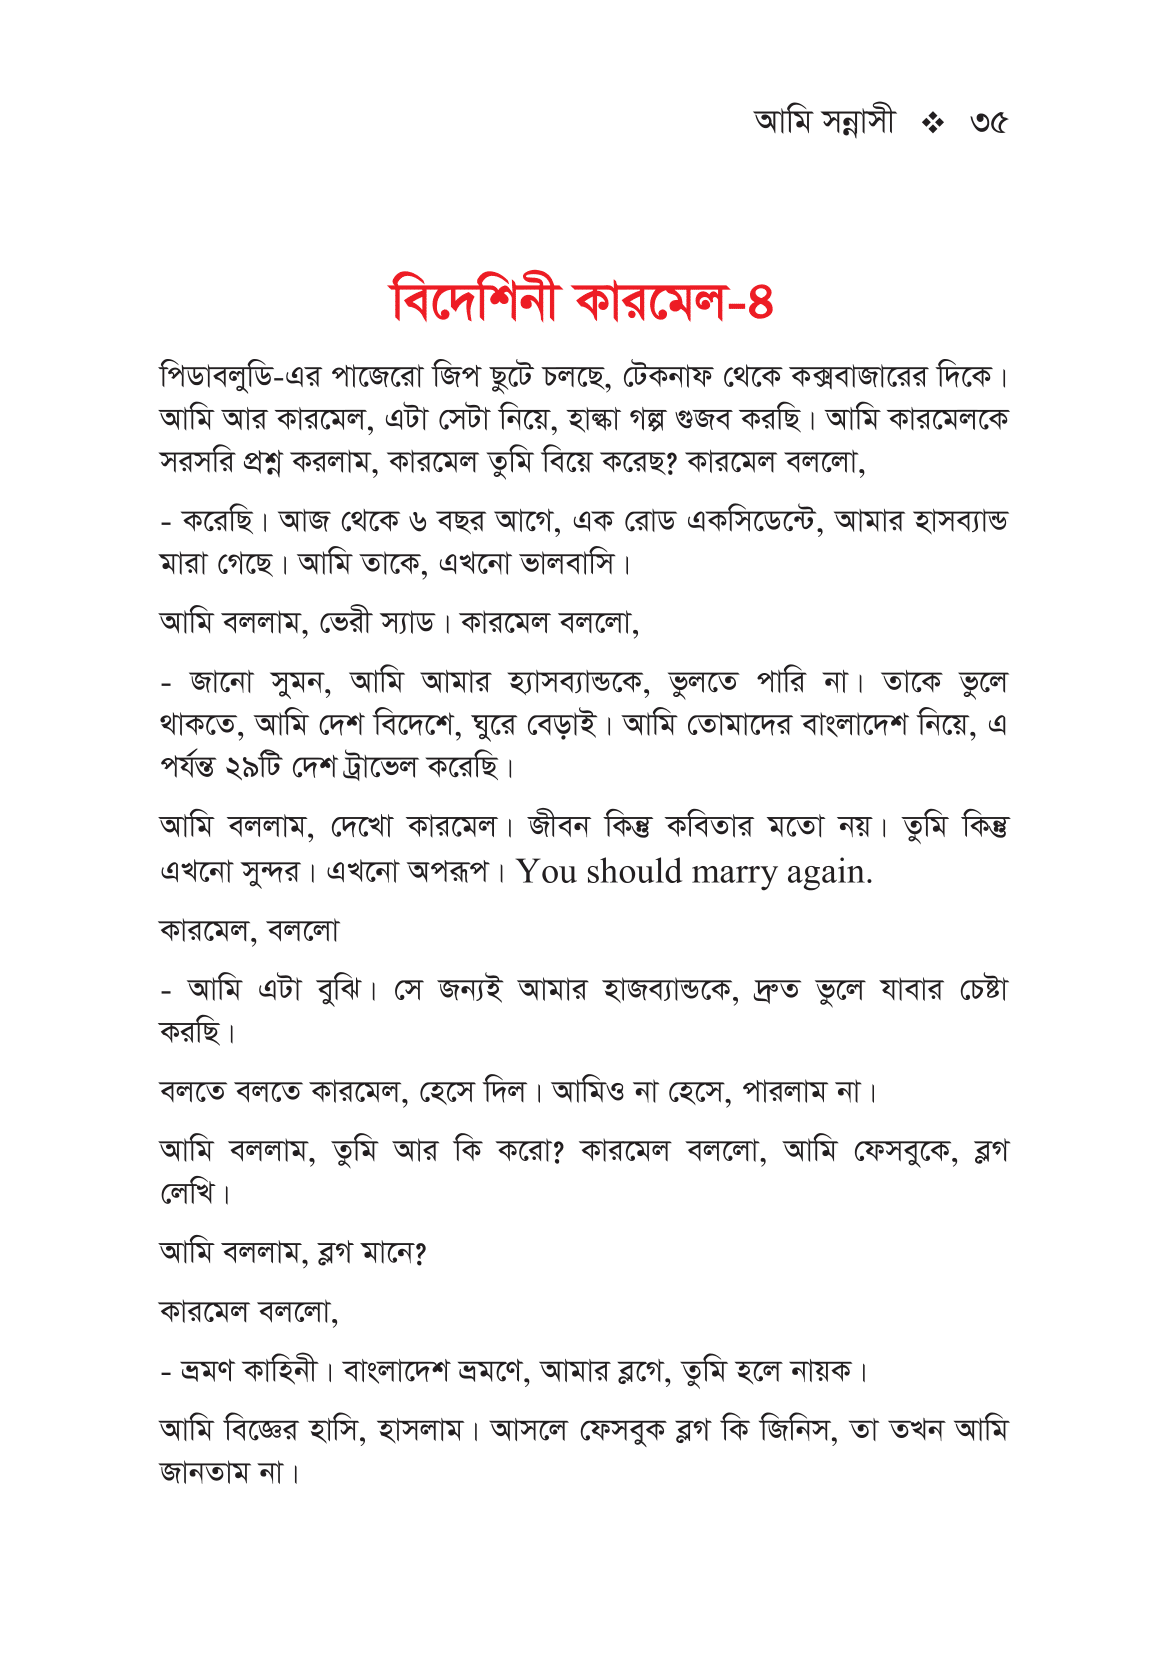 আমি সন্নাসী ❖ ৩৫
বিদেশিনী কারমেল-৪
পিডাবলুডি-এর পাজেরো জিপ ছুটে চলছে, টেকনাফ থেকে কক্সবাজারের দিকে।
আমি আর কারমেল, এটা সেটা নিয়ে, হাল্কা গল্প গুজব করছি। আমি কারমেলকে
সরসরি প্রশ্ন করলাম, কারমেল তুমি বিয়ে করেছ? কারমেল বললো,
- করেছি। আজ থেকে ৬ বছর আগে, এক রোড একসিডেন্টে, আমার হাসব্যান্ড
মারা গেছে। আমি তাকে, এখনো ভালবাসি।
আমি বললাম, ভেরী স্যাড। কারমেল বললো,
- জানো সুমন, আমি আমার হ্যাসব্যান্ডকে, ভুলতে পারি না। তাকে ভুলে
থাকতে, আমি দেশ বিদেশে, ঘুরে বেড়াই। আমি তোমাদের বাংলাদেশ নিয়ে, এ
পর্যন্ত ২৯টি দেশ ট্রাভেল করেছি।
আমি বললাম, দেখো কারমেল। জীবন কিন্তু কবিতার মতো নয়। তুমি কিন্তু
এখনো সুন্দর। এখনো অপরূপ। You should marry again.
কারমেল, বললো
- আমি এটা বুঝি। সে জন্যই আমার হাজব্যান্ডকে, দ্রুত ভুলে যাবার চেষ্টা
করছি।
বলতে বলতে কারমেল, হেসে দিল। আমিও না হেসে, পারলাম না।
আমি বললাম, তুমি আর কি করো? কারমেল বললো, আমি ফেসবুকে, ব্লগ
লেখি।
আমি বললাম, ব্লগ মানে?
কারমেল বললো,
- ভ্রমণ কাহিনী। বাংলাদেশ ভ্রমণে, আমার ব্লগে, তুমি হলে নায়ক।
আমি বিজ্ঞের হাসি, হাসলাম। আসলে ফেসবুক ব্লগ কি জিনিস, তা তখন আমি
জানতাম না।